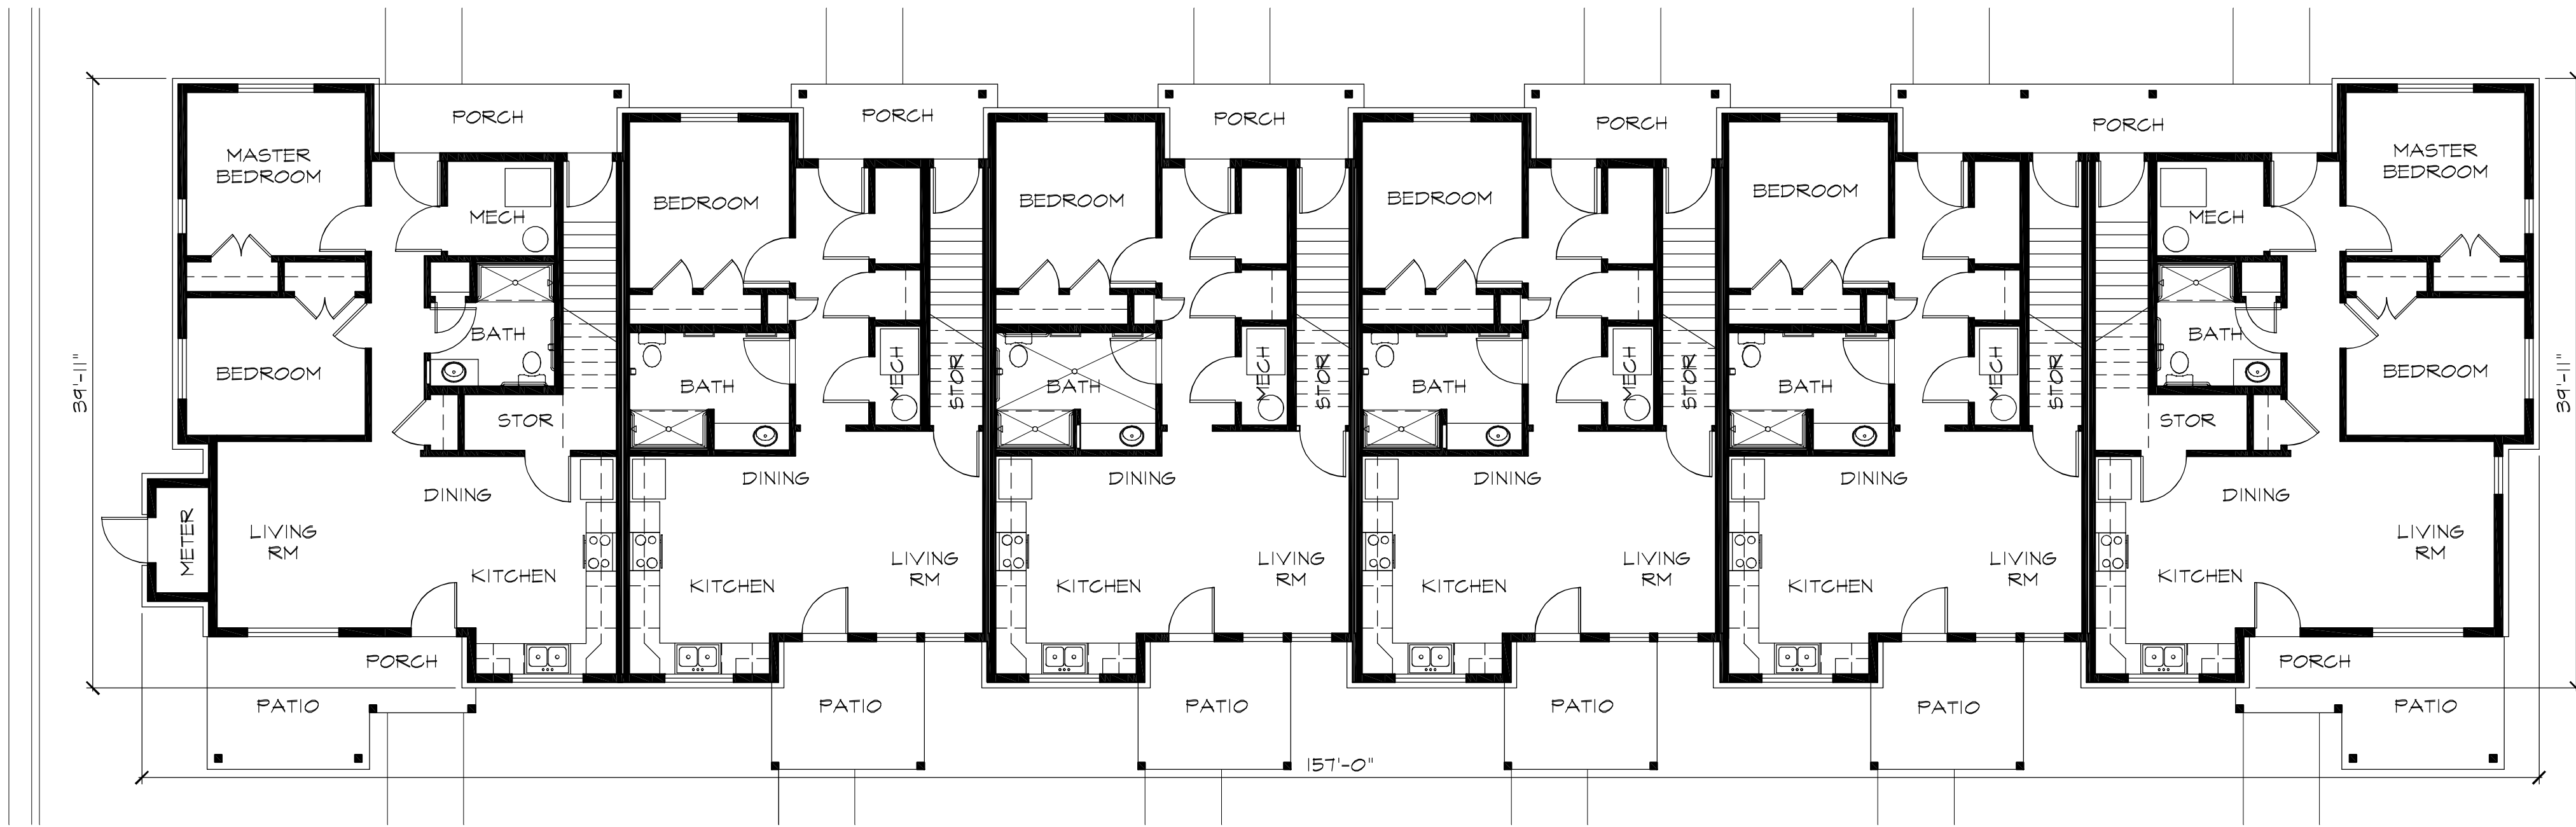 PORCH
PORCH
PORCH
PORCH
PORCH
MASTER
BEDROOM
MECH
BEDROOM
BEDROOM
BEDROOM
BEDROOM
MECH
MASTER
BEDROOM
39'-11"
BEDROOM
BATH
STOR
BATH
MECH
STOR
BATH
MECH
STOR
BATH
MECH
STOR
BATH
MECH
STOR
BATH
STOR
BEDROOM
39'-11"
METER
LIVING
RM
DINING
KITCHEN
DINING
KITCHEN
LIVING
RM
DINING
KITCHEN
LIVING
RM
DINING
KITCHEN
LIVING
RM
DINING
KITCHEN
LIVING
RM
DINING
KITCHEN
LIVING
RM
PORCH
PATIO
PATIO
PATIO
PATIO
PATIO
PORCH
PATIO
157'-0"